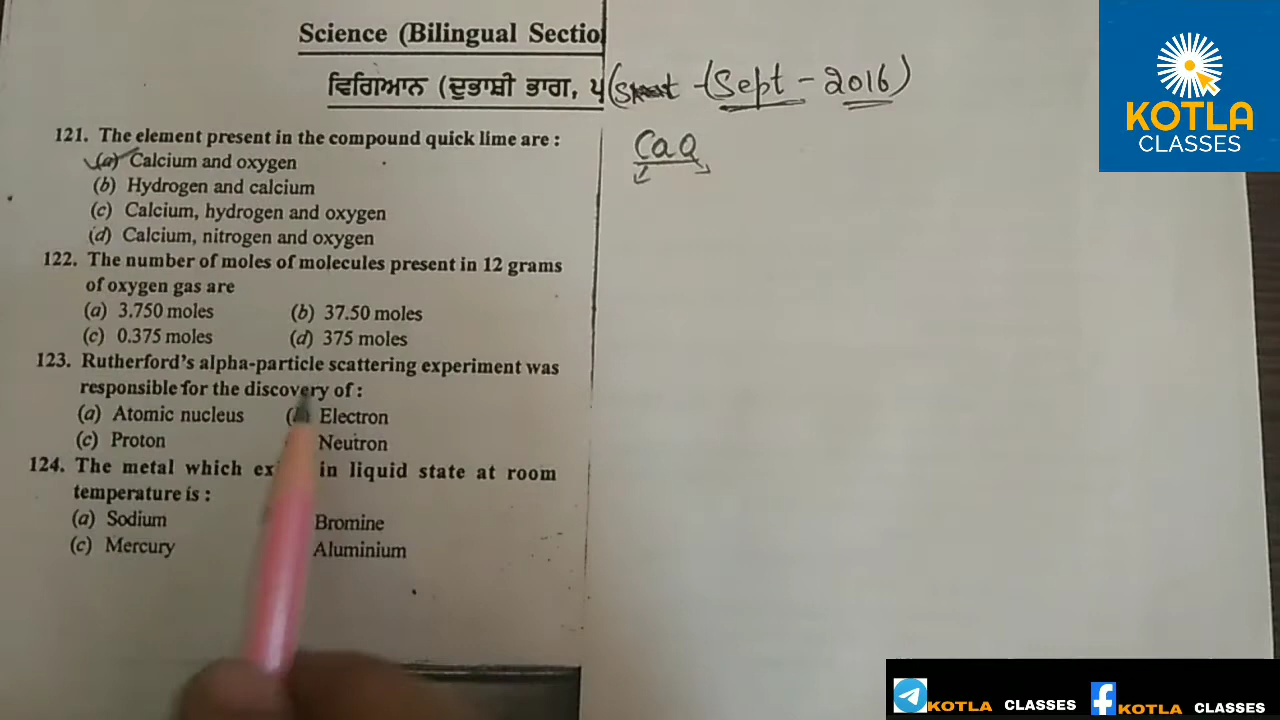 Science (Bilingual Sectio
ਵਿਗਿਆਨ (ਦੁਭਾਸ਼ੀ ਭਾਗ, ਪ
(Sept - 2016)
121. The element present in the compound quick lime are :
(a) Calcium and oxygen
(b) Hydrogen and calcium
(c) Calcium, hydrogen and oxygen
(d) Calcium, nitrogen and oxygen
122. The number of moles of molecules present in 12 grams
of oxygen gas are
(a) 3.750 moles (b) 37.50 moles
(c) 0.375 moles (d) 375 moles
123. Rutherford's alpha-particle scattering experiment was
responsible for the discovery of :
(a) Atomic nucleus Electron
(c) Proton Neutron
124. The metal which in liquid state at room
temperature is :
(a) Sodium Bromine
(c) Mercury Aluminium
CaO
KOTLA
CLASSES
KOTLA CLASSES
KOTLA CLASSES